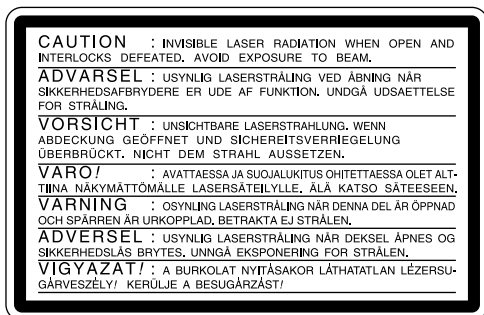 CAUTION : INVISIBLE LASER RADIATION WHEN OPEN AND
INTERLOCKS DEFEATED. AVOID EXPOSURE TO BEAM.
ADVARSEL : USYNLIG LASERSTRÅLING VED ÅBNING NÅR
SIKKERHEDSAFBRYDERE ER UDE AF FUNKTION. UNDGÅ UDSAETTELSE
FOR STRÅLING.
VORSICHT : UNSICHTBARE LASERSTRAHLUNG. WENN
ABDECKUNG GEÖFFNET UND SICHEREITSVERRIEGELUNG
ÜBERBRÜCKT. NICHT DEM STRAHL AUSSETZEN.
VARO! : AVATTAESSA JA SUOJALUKITUS OHITETTAESSA OLET ALT-
TIINA NÄKYMÄTTÖMÄLLE LASERSÄTEILYLLE. ÄLÄ KATSO SÄTEESEEN.
VARNING : OSYNLIG LASERSTRÅLNING NÄR DENNA DEL ÄR ÖPPNAD
OCH SPÄRREN ÄR URKOPPLAD. BETRAKTA EJ STRÅLEN.
ADVERSEL : USYNLIG LASERSTRÅLING NÅR DEKSEL ÅPNES OG
SIKKERHEDSLÅS BRYTES. UNNGÅ EKSPONERING FOR STRÅLEN.
VIGYAZAT! : A BURKOLAT NYITÁSAKOR LÁTHATATLAN LÉZERSU-
GÁRVESZÉLY! KERÜLJE A BESUGÁRZÁST!